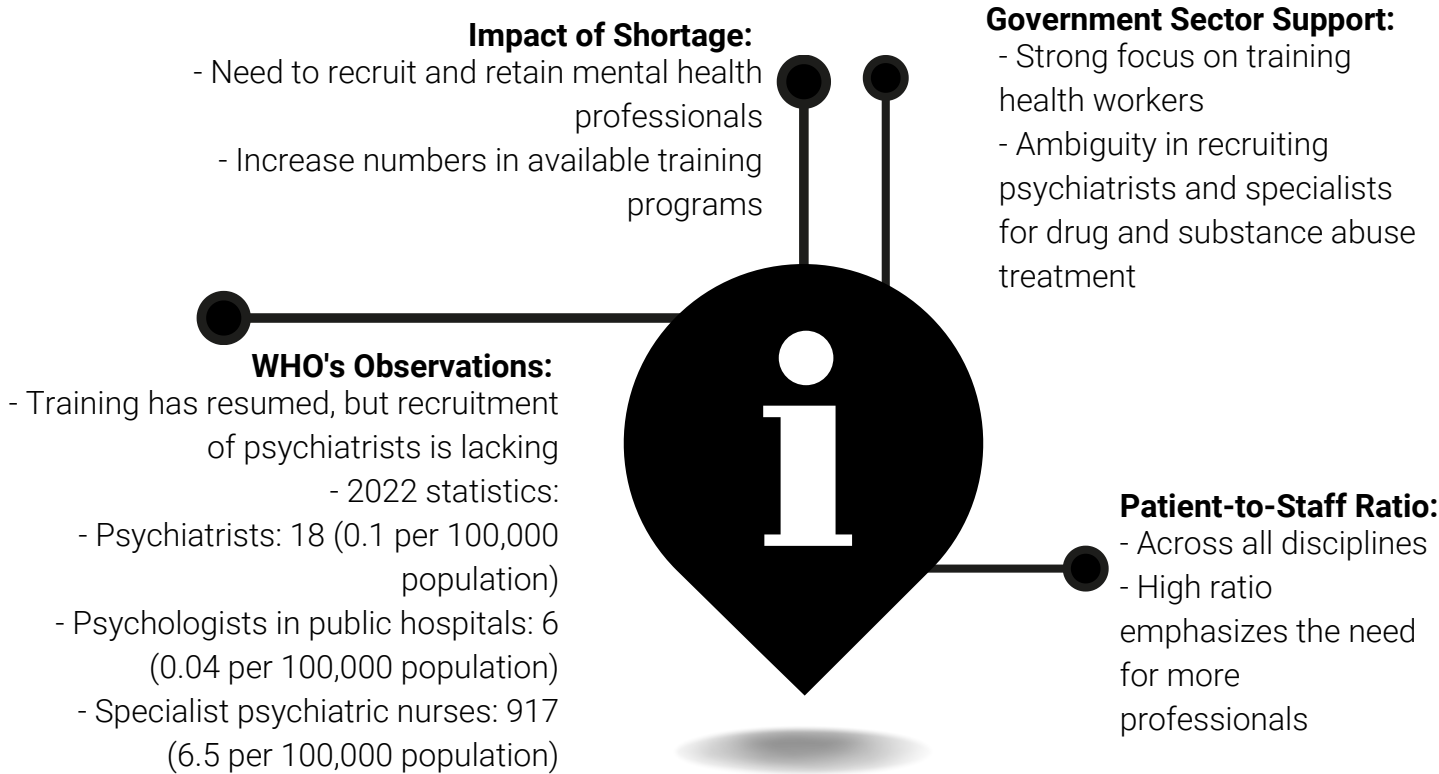 Impact of Shortage:
- Need to recruit and retain mental health
professionals
- Increase numbers in available training
programs
Government Sector Support:
- Strong focus on training
health workers
- Ambiguity in recruiting
psychiatrists and specialists
for drug and substance abuse
treatment
WHO's Observations:
- Training has resumed, but recruitment
of psychiatrists is lacking
- 2022 statistics:
- Psychiatrists: 18 (0.1 per 100,000
population)
- Psychologists in public hospitals: 6
(0.04 per 100,000 population)
- Specialist psychiatric nurses: 917
(6.5 per 100,000 population)
i
Patient-to-Staff Ratio:
- Across all disciplines
- High ratio
emphasizes the need
for more
professionals